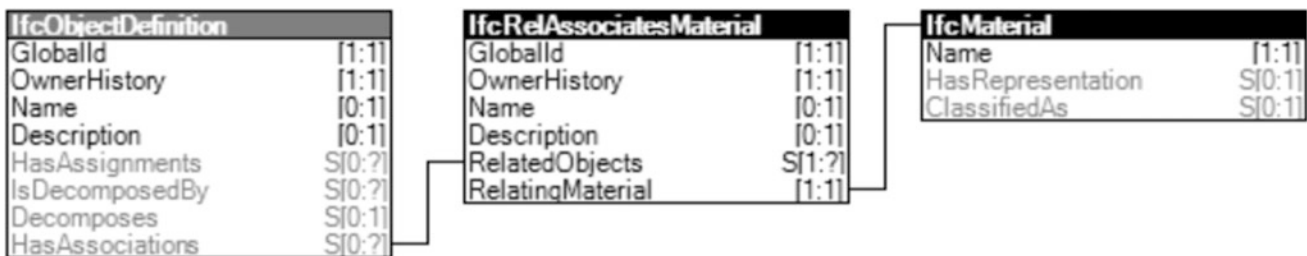 IfcObjectDefinition
GlobalId [1:1]
OwnerHistory [1:1]
Name [0:1]
Description [0:1]
HasAssignments S[0:?]
IsDecomposedBy S[0:?]
Decomposes S[0:1]
HasAssociations S[0:?]
IfcRelAssociatesMaterial
GlobalId [1:1]
OwnerHistory [1:1]
Name [0:1]
Description [0:1]
RelatedObjects S[1:?]
RelatingMaterial [1:1]
IfcMaterial
Name [1:1]
HasRepresentation S[0:1]
ClassifiedAs S[0:1]